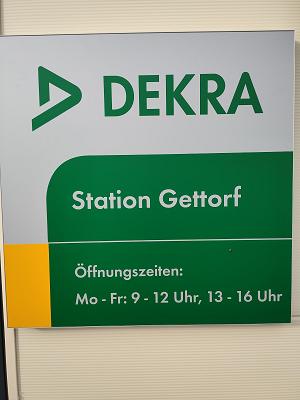 DEKRA
Station Gettorf
Öffnungszeiten:
Mo - Fr: 9 - 12 Uhr, 13 - 16 Uhr